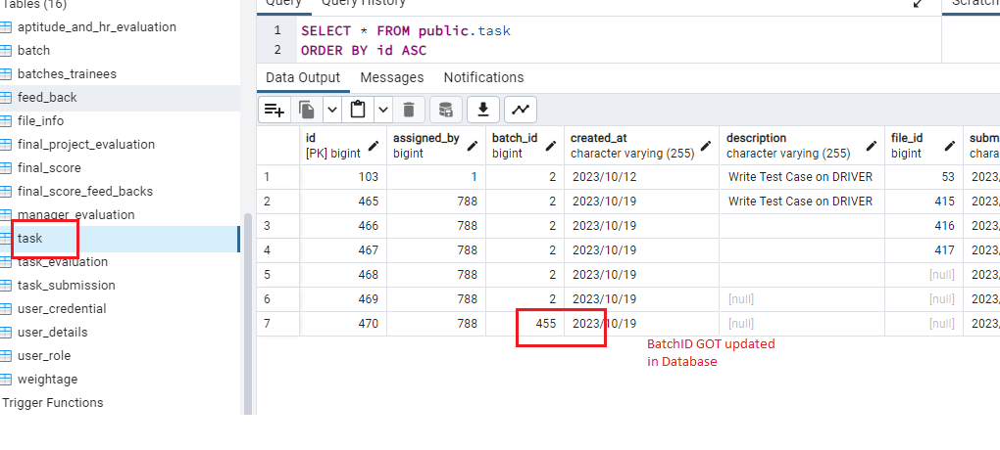 Tables (16)
aptitude_and_hr_evaluation
batch
batches_trainees
feed_back
file_info
final_project_evaluation
final_score
final_score_feed_backs
manager_evaluation
task
task_evaluation
task_submission
user_credential
user_details
user_role
weightage
Trigger Functions
Query Query History Scratch
1 SELECT * FROM public.task
2 ORDER BY id ASC
Data Output Messages Notifications
id assigned_by batch_id created_at description file_id subm
[PK] bigint bigint bigint character varying (255) character varying (255) bigint chara
1 103 1 2 2023/10/12 Write Test Case on DRIVER 53 2023,
2 465 788 2 2023/10/19 Write Test Case on DRIVER 415 2023,
3 466 788 2 2023/10/19 416 2023,
4 467 788 2 2023/10/19 417 2023,
5 468 788 2 2023/10/19 [null] 2023,
6 469 788 2 2023/10/19 [null] [null] 2023,
7 470 788 455 2023/10/19 [null] [null] 2023,
BatchID GOT updated
in Database